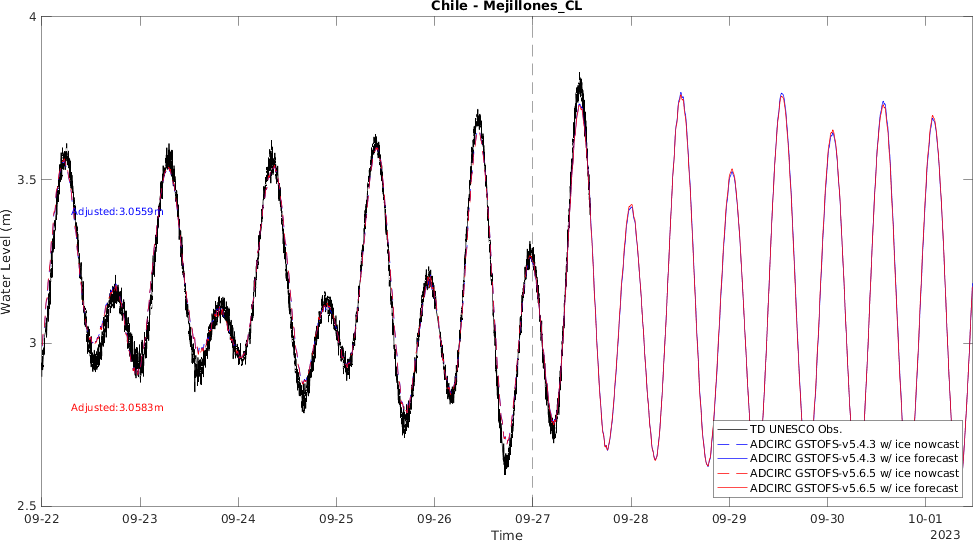 Chile - Mejillones_CL
4
3.5
3
2.5
Water Level (m)
Adjusted:3.0559m
Adjusted:3.0583m
TD UNESCO Obs.
ADCIRC GSTOFS-v5.4.3 w/ ice nowcast
ADCIRC GSTOFS-v5.4.3 w/ ice forecast
ADCIRC GSTOFS-v5.6.5 w/ ice nowcast
ADCIRC GSTOFS-v5.6.5 w/ ice forecast
09-22 09-23 09-24 09-25 09-26 09-27 09-28 09-29 09-30 10-01
Time
2023